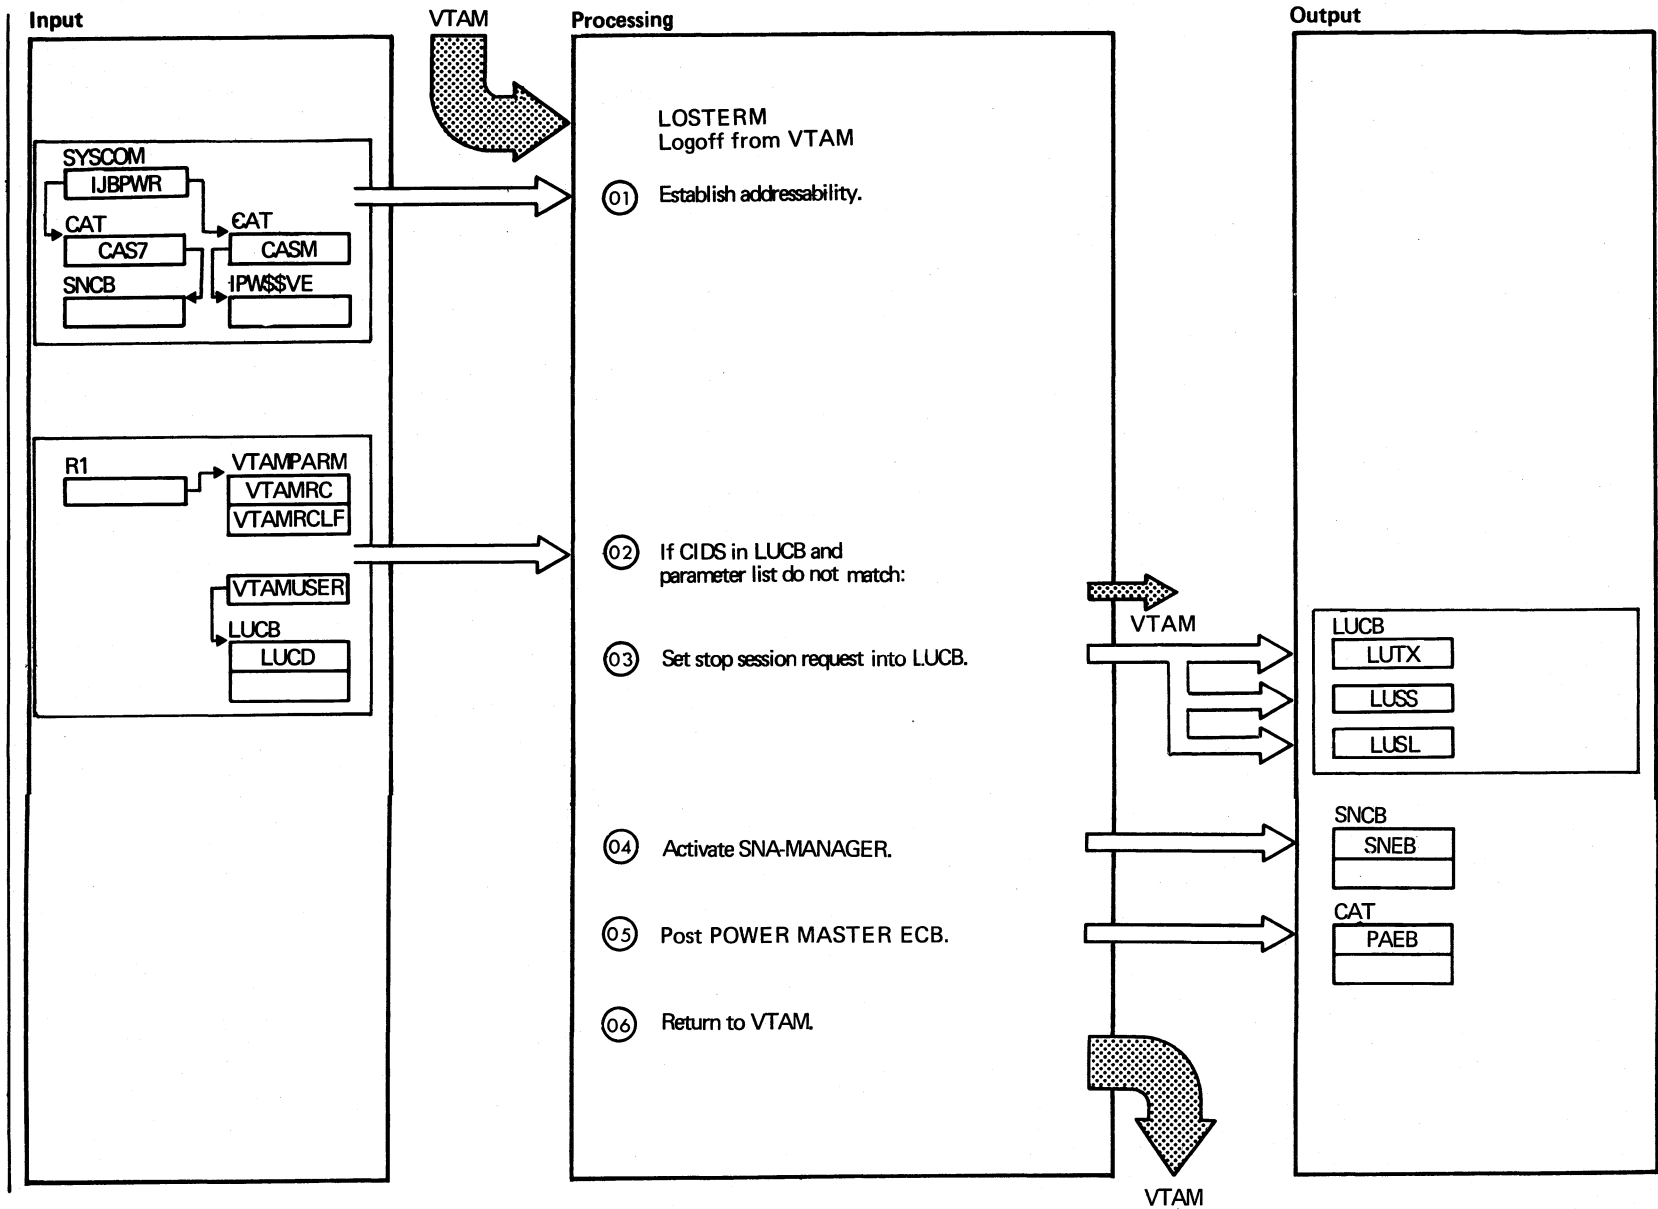 Input
VTAM
Processing
Output
LOSTERM
Logoff from VTAM
SYSCOM
IJBPWR
CAT
CAS7
SNCB
CAT
CASM
IPW$$VE
01 Establish addressability.
R1
VTAMPARM
VTAMRC
VTAMRCLF
VTAMUSER
LUCB
LUCD
02 If CIDS in LUCB and
parameter list do not match:
VTAM
03 Set stop session request into LUCB.
LUCB
LUTX
LUSS
LUSL
04 Activate SNA-MANAGER.
SNCB
SNEB
05 Post POWER MASTER ECB.
CAT
PAEB
06 Return to VTAM.
VTAM